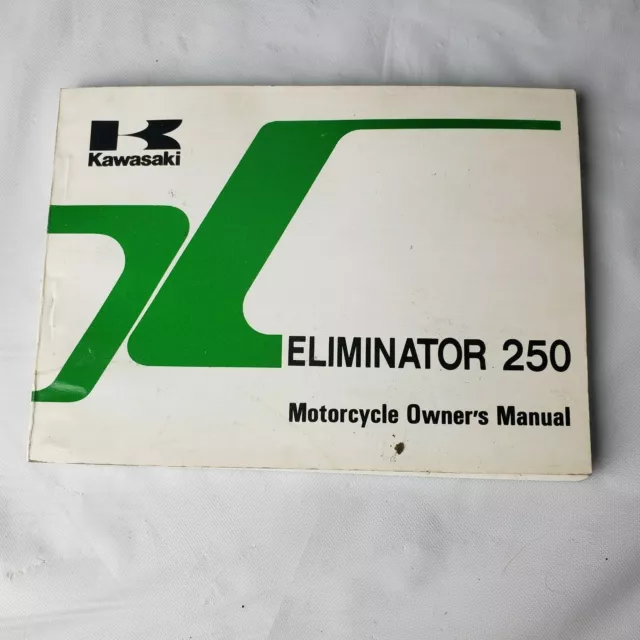 Kawasaki
ELIMINATOR 250
Motorcycle Owner's Manual